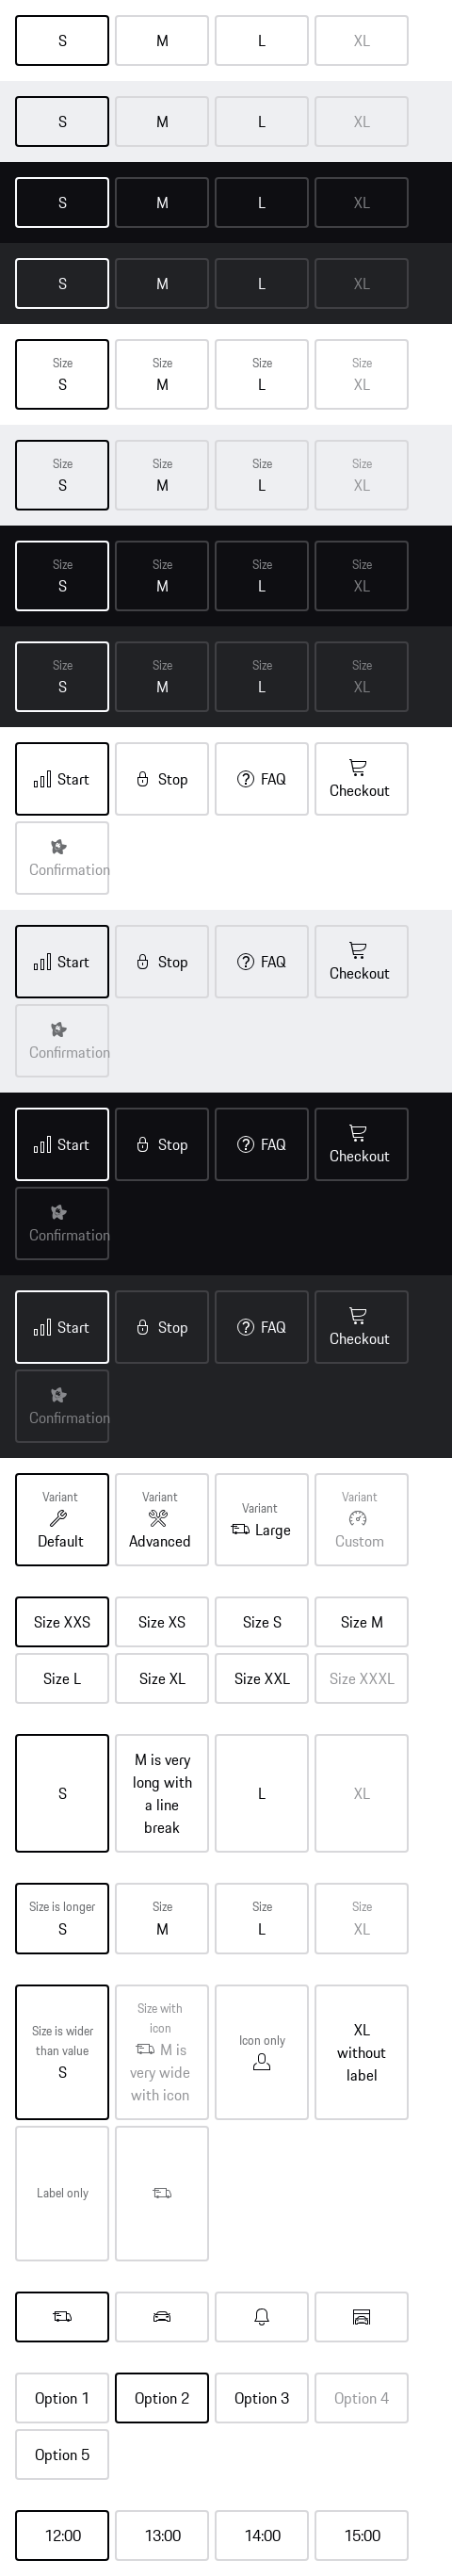 S M L XL
S M L XL
S M L XL
S M L XL
Size Size Size Size
S M L XL
Size Size Size Size
S M L XL
Size Size Size Size
S M L XL
Size Size Size Size
S M L XL
Start Stop FAQ Checkout
Confirmation
Start Stop FAQ Checkout
Confirmation
Start Stop FAQ Checkout
Confirmation
Start Stop FAQ Checkout
Confirmation
Variant Variant Variant Variant
Default Advanced Large Custom
Size XXS Size XS Size S Size M
Size L Size XL Size XXL Size XXXL
S
M is very
long with
a line
break
L
XL
Size is longer Size Size Size
S M L XL
Size is wider
than value
S
Size with
icon
M is
very wide
with icon
Icon only
XL
without
label
Label only
Option 1 Option 2 Option 3 Option 4
Option 5
12:00 13:00 14:00 15:00